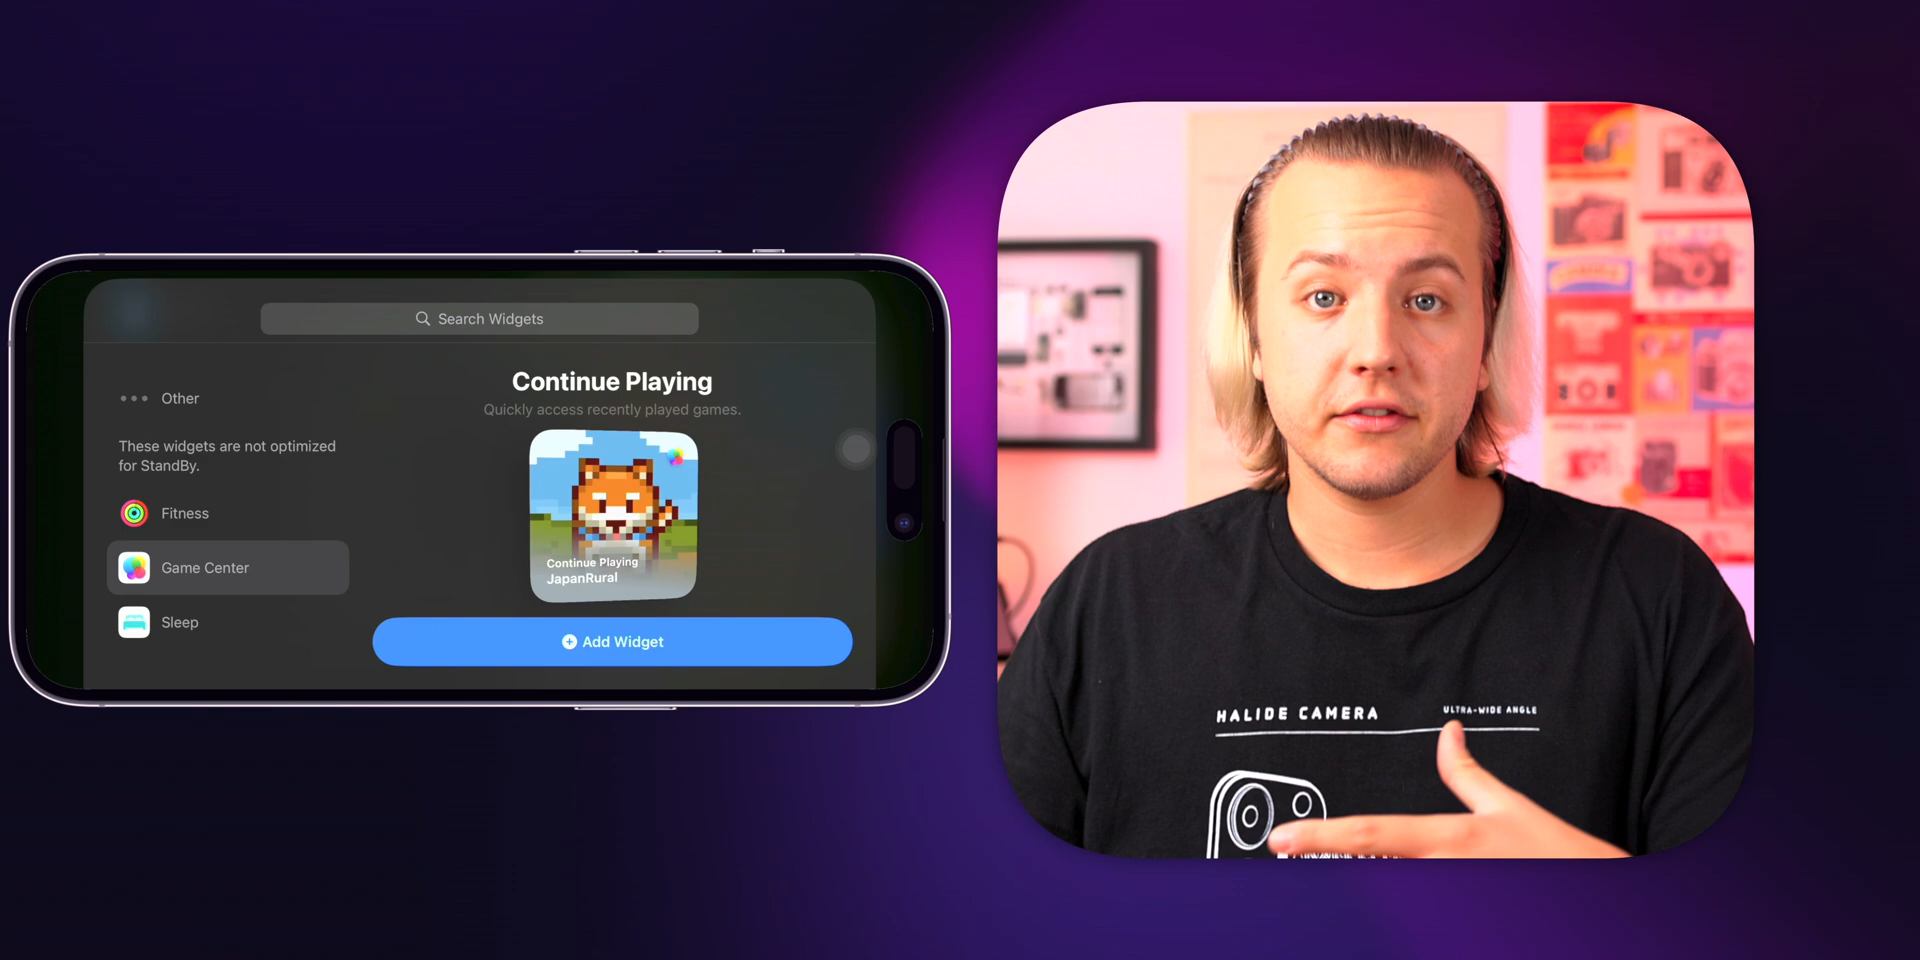 Search Widgets
Other
These widgets are not optimized
for StandBy.
Fitness
Game Center
Sleep
Continue Playing
Quickly access recently played games.
Continue Playing
JapanRural
Add Widget
HALIDE CAMERA
ULTRA-WIDE ANGLE